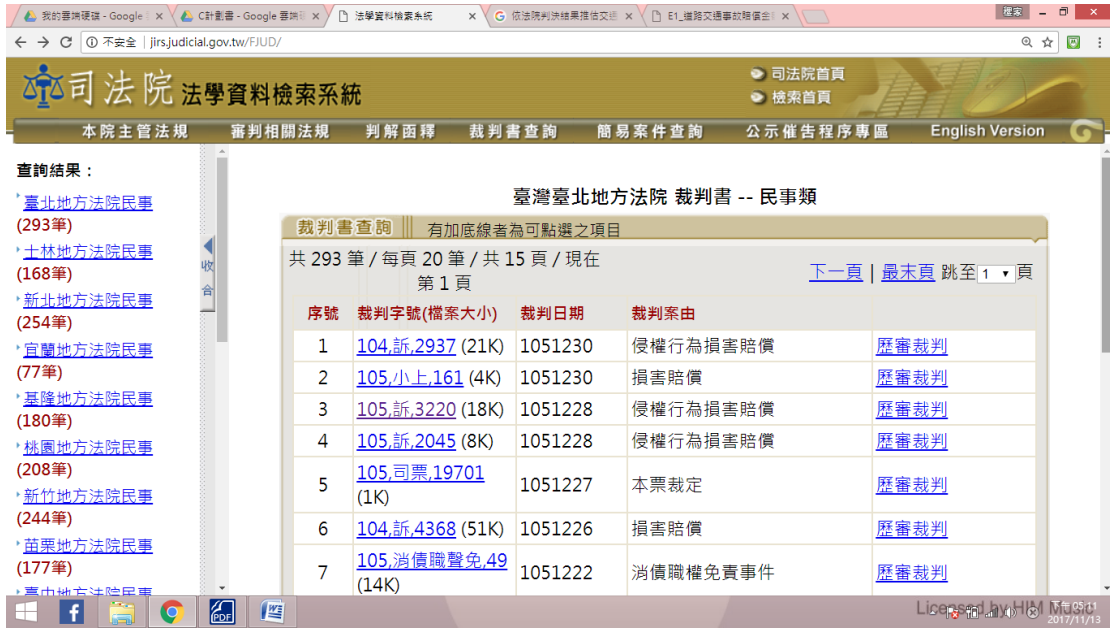 我的雲端硬碟 - Google
C計劃書 - Google 雲端
法學資料檢索系統
依法院判決結果推估交通
E1_道路交通事故賠償金
不安全 | jirs.judicial.gov.tw/FJUD/
司法院 法學資料檢索系統
司法院首頁
檢索首頁
本院主管法規 審判相關法規 判解函釋 裁判書查詢 簡易案件查詢 公示催告程序專區 English Version
查詢結果：
臺北地方法院民事
(293筆)
士林地方法院民事
(168筆)
新北地方法院民事
(254筆)
宜蘭地方法院民事
(77筆)
基隆地方法院民事
(180筆)
桃園地方法院民事
(208筆)
新竹地方法院民事
(244筆)
苗栗地方法院民事
(177筆)
臺中地方法院民事
收
合
臺灣臺北地方法院 裁判書 -- 民事類
裁判書查詢 有加底線者為可點選之項目
共 293 筆 / 每頁 20 筆 / 共 15 頁 / 現在
第 1 頁
下一頁 | 最末頁 跳至 1 頁
序號 裁判字號(檔案大小) 裁判日期 裁判案由
1 104,訴,2937 (21K) 1051230 侵權行為損害賠償 歷審裁判
2 105,小上,161 (4K) 1051230 損害賠償 歷審裁判
3 105,訴,3220 (18K) 1051228 侵權行為損害賠償 歷審裁判
4 105,訴,2045 (8K) 1051228 侵權行為損害賠償 歷審裁判
5 105,司票,19701
(1K) 1051227 本票裁定 歷審裁判
6 104,訴,4368 (51K) 1051226 損害賠償 歷審裁判
7 105,消債職聲免,49
(14K) 1051222 消債職權免責事件 歷審裁判
PDF
Licensed by HIM Music
下午 05:11
2017/11/13